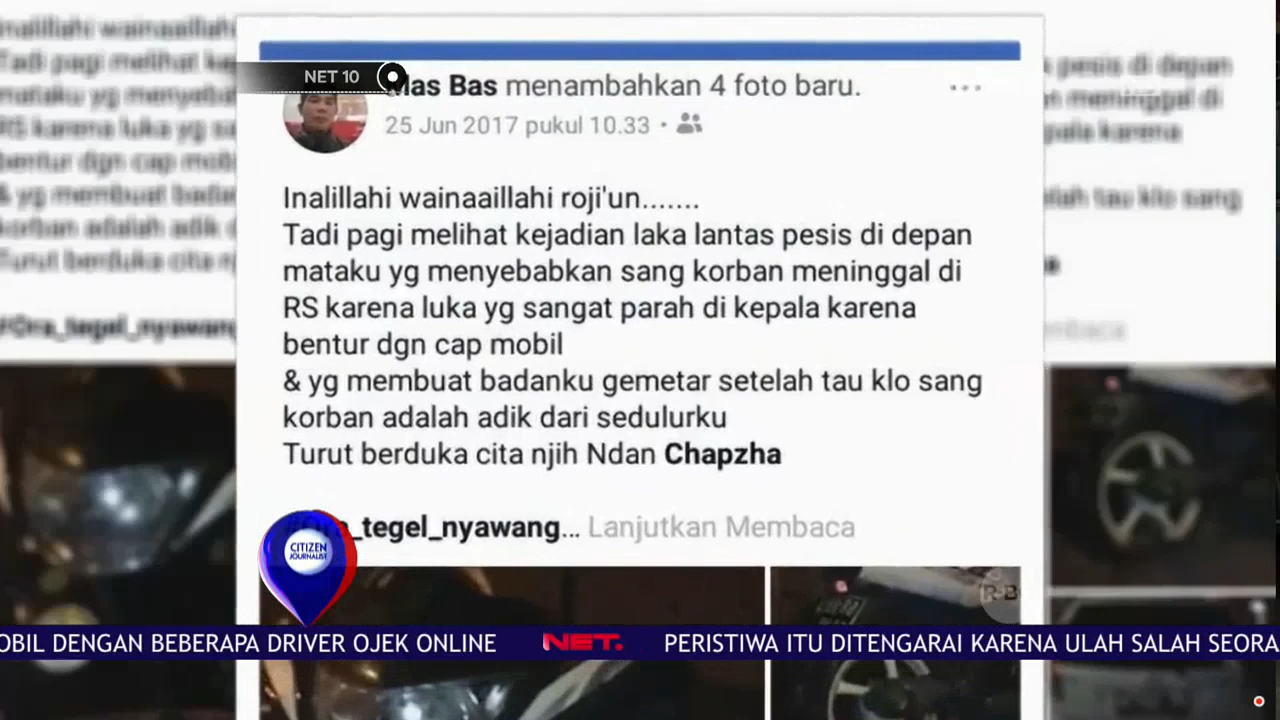 NET 10
Mas Bas menambahkan 4 foto baru.
25 Jun 2017 pukul 10.33
Inalillahi wainaaillahi roji'un.......
Tadi pagi melihat kejadian laka lantas pesis di depan
mataku yg menyebabkan sang korban meninggal di
RS karena luka yg sangat parah di kepala karena
bentur dgn cap mobil
& yg membuat badanku gemetar setelah tau klo sang
korban adalah adik dari sedulurku
Turut berduka cita njih Ndan Chapzha
#Ora_tegel_nyawang... Lanjutkan Membaca
CITIZEN
JOURNALIST
OBIL DENGAN BEBERAPA DRIVER OJEK ONLINE NET. PERISTIWA ITU DITENGARAI KARENA ULAH SALAH SEORA